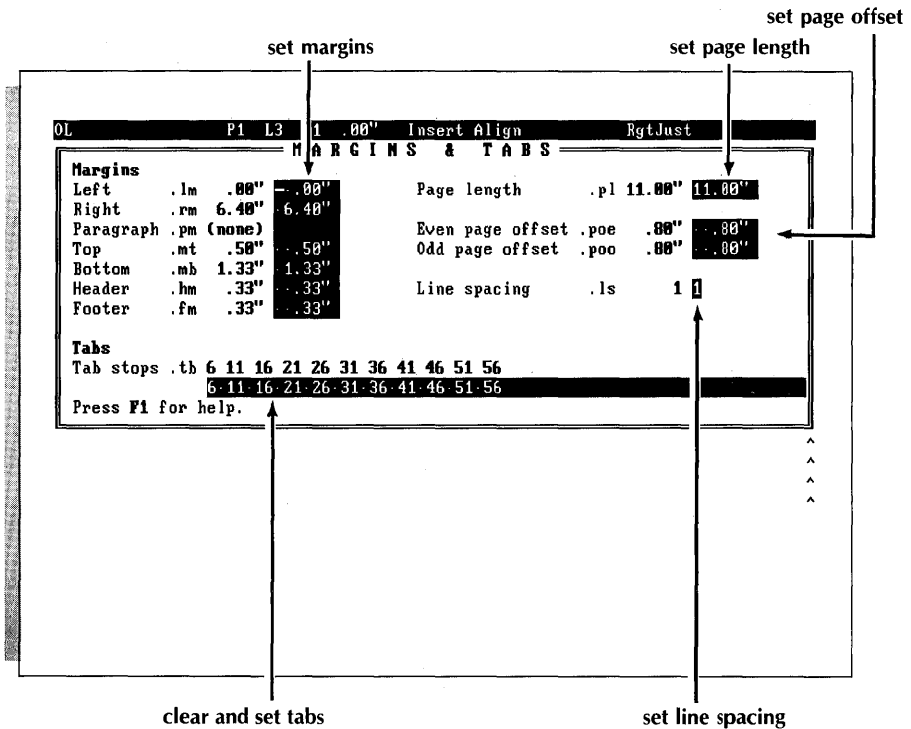 set page offset
set margins
set page length
OL P1 L3 1 .00" Insert Align RgtJust
MARGINS & TABS
Margins
Left .lm .00" -.00" Page length .pl 11.00" 11.00"
Right .rm 6.40" ·6.40"
Paragraph .pm (none) Even page offset .poe .80" ··.80"
Top .mt .50" ··.50" Odd page offset .poo .80" ··.80"
Bottom .mb 1.33" ·1.33"
Header .hm .33" ··.33" Line spacing .ls 1 1
Footer .fm .33" ··.33"
Tabs
Tab stops .tb 6 11 16 21 26 31 36 41 46 51 56
6·11·16·21·26·31·36·41·46·51·56
Press F1 for help.
^
^
^
^
clear and set tabs
set line spacing